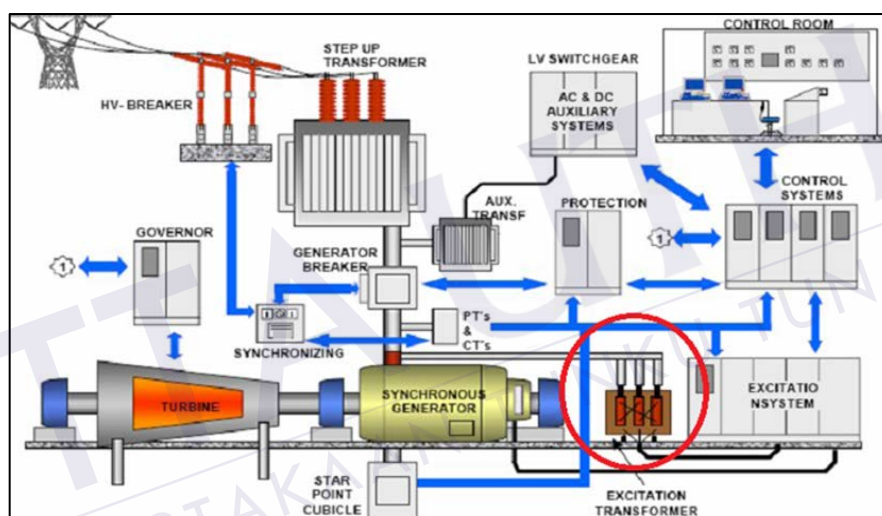 CONTROL ROOM
STEP UP
TRANSFORMER
LV SWITCHGEAR
HV- BREAKER
AC & DC
AUXILIARY
SYSTEMS
AUX.
TRANSF
PROTECTION
CONTROL
SYSTEMS
GOVERNOR
GENERATOR
BREAKER
1
1
SYNCHRONIZING
PT's
&
CT's
TURBINE
SYNCHRONOUS
GENERATOR
EXCITATIO
NSYSTEM
STAR
POINT
CUBICLE
EXCITATION
TRANSFORMER